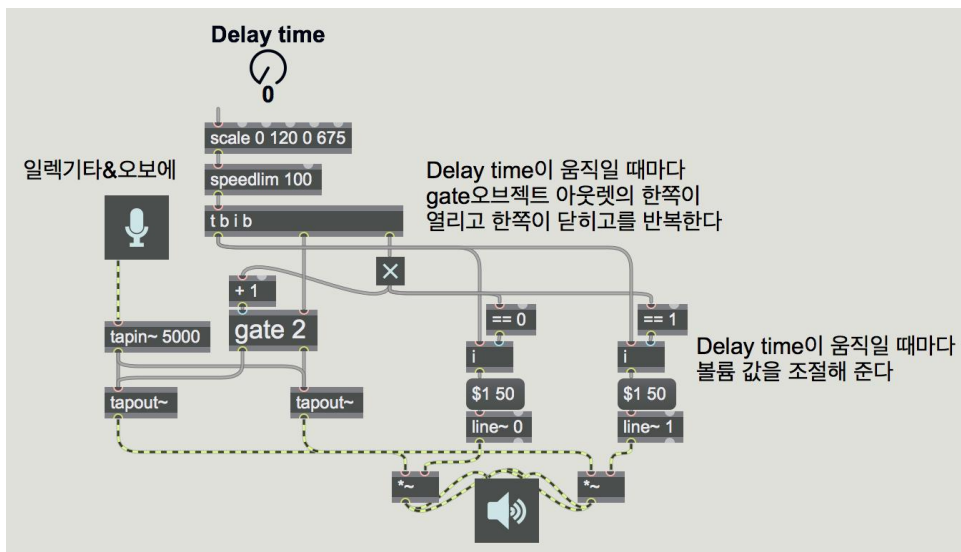 Delay time
0
scale 0 120 0 675
일렉기타&오보에
speedlim 100
t b i b
Delay time이 움직일 때마다
gate오브젝트 아웃렛의 한쪽이
열리고 한쪽이 닫히고를 반복한다
+ 1
== 0
== 1
tapin~ 5000
gate 2
i
i
Delay time이 움직일 때마다
볼륨 값을 조절해 준다
tapout~
tapout~
$1 50
$1 50
line~ 0
line~ 1
*~
*~